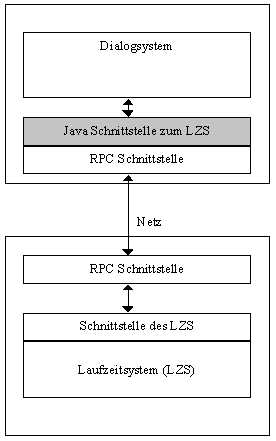 Dialogsystem
Java Schnittstelle zum LZS
RPC Schnittstelle
Netz
RPC Schnittstelle
Schnittstelle des LZS
Laufzeitsystem (LZS)